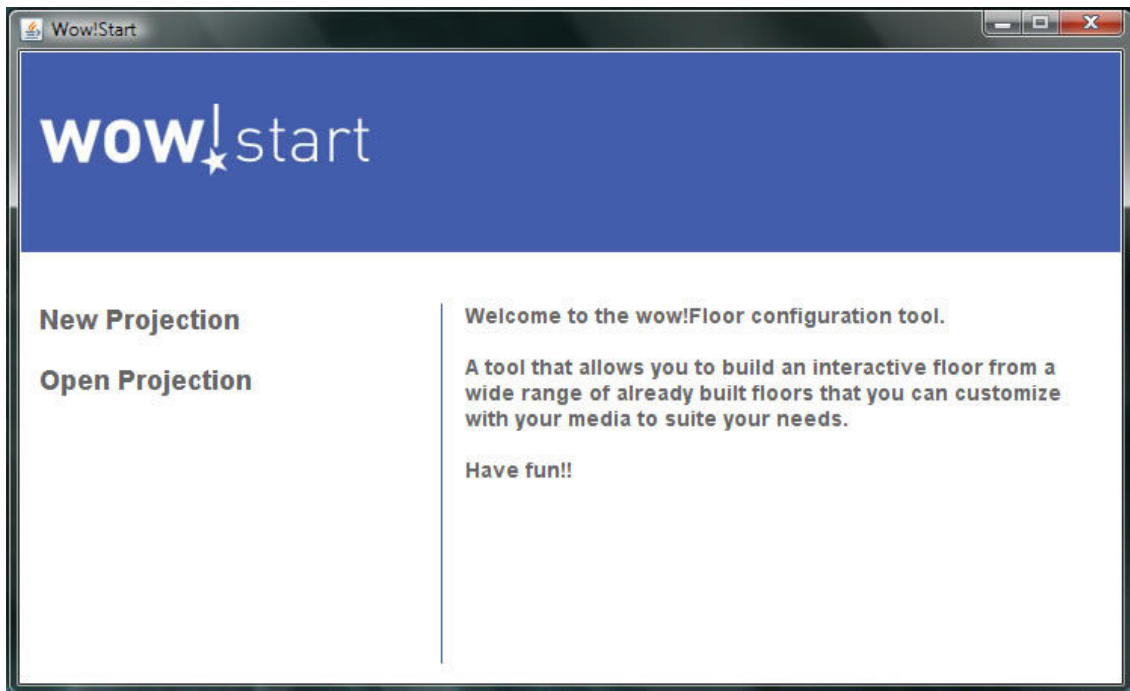 Wow!Start
wow!start
New Projection
Open Projection
Welcome to the wow!Floor configuration tool.
A tool that allows you to build an interactive floor from a
wide range of already built floors that you can customize
with your media to suite your needs.
Have fun!!